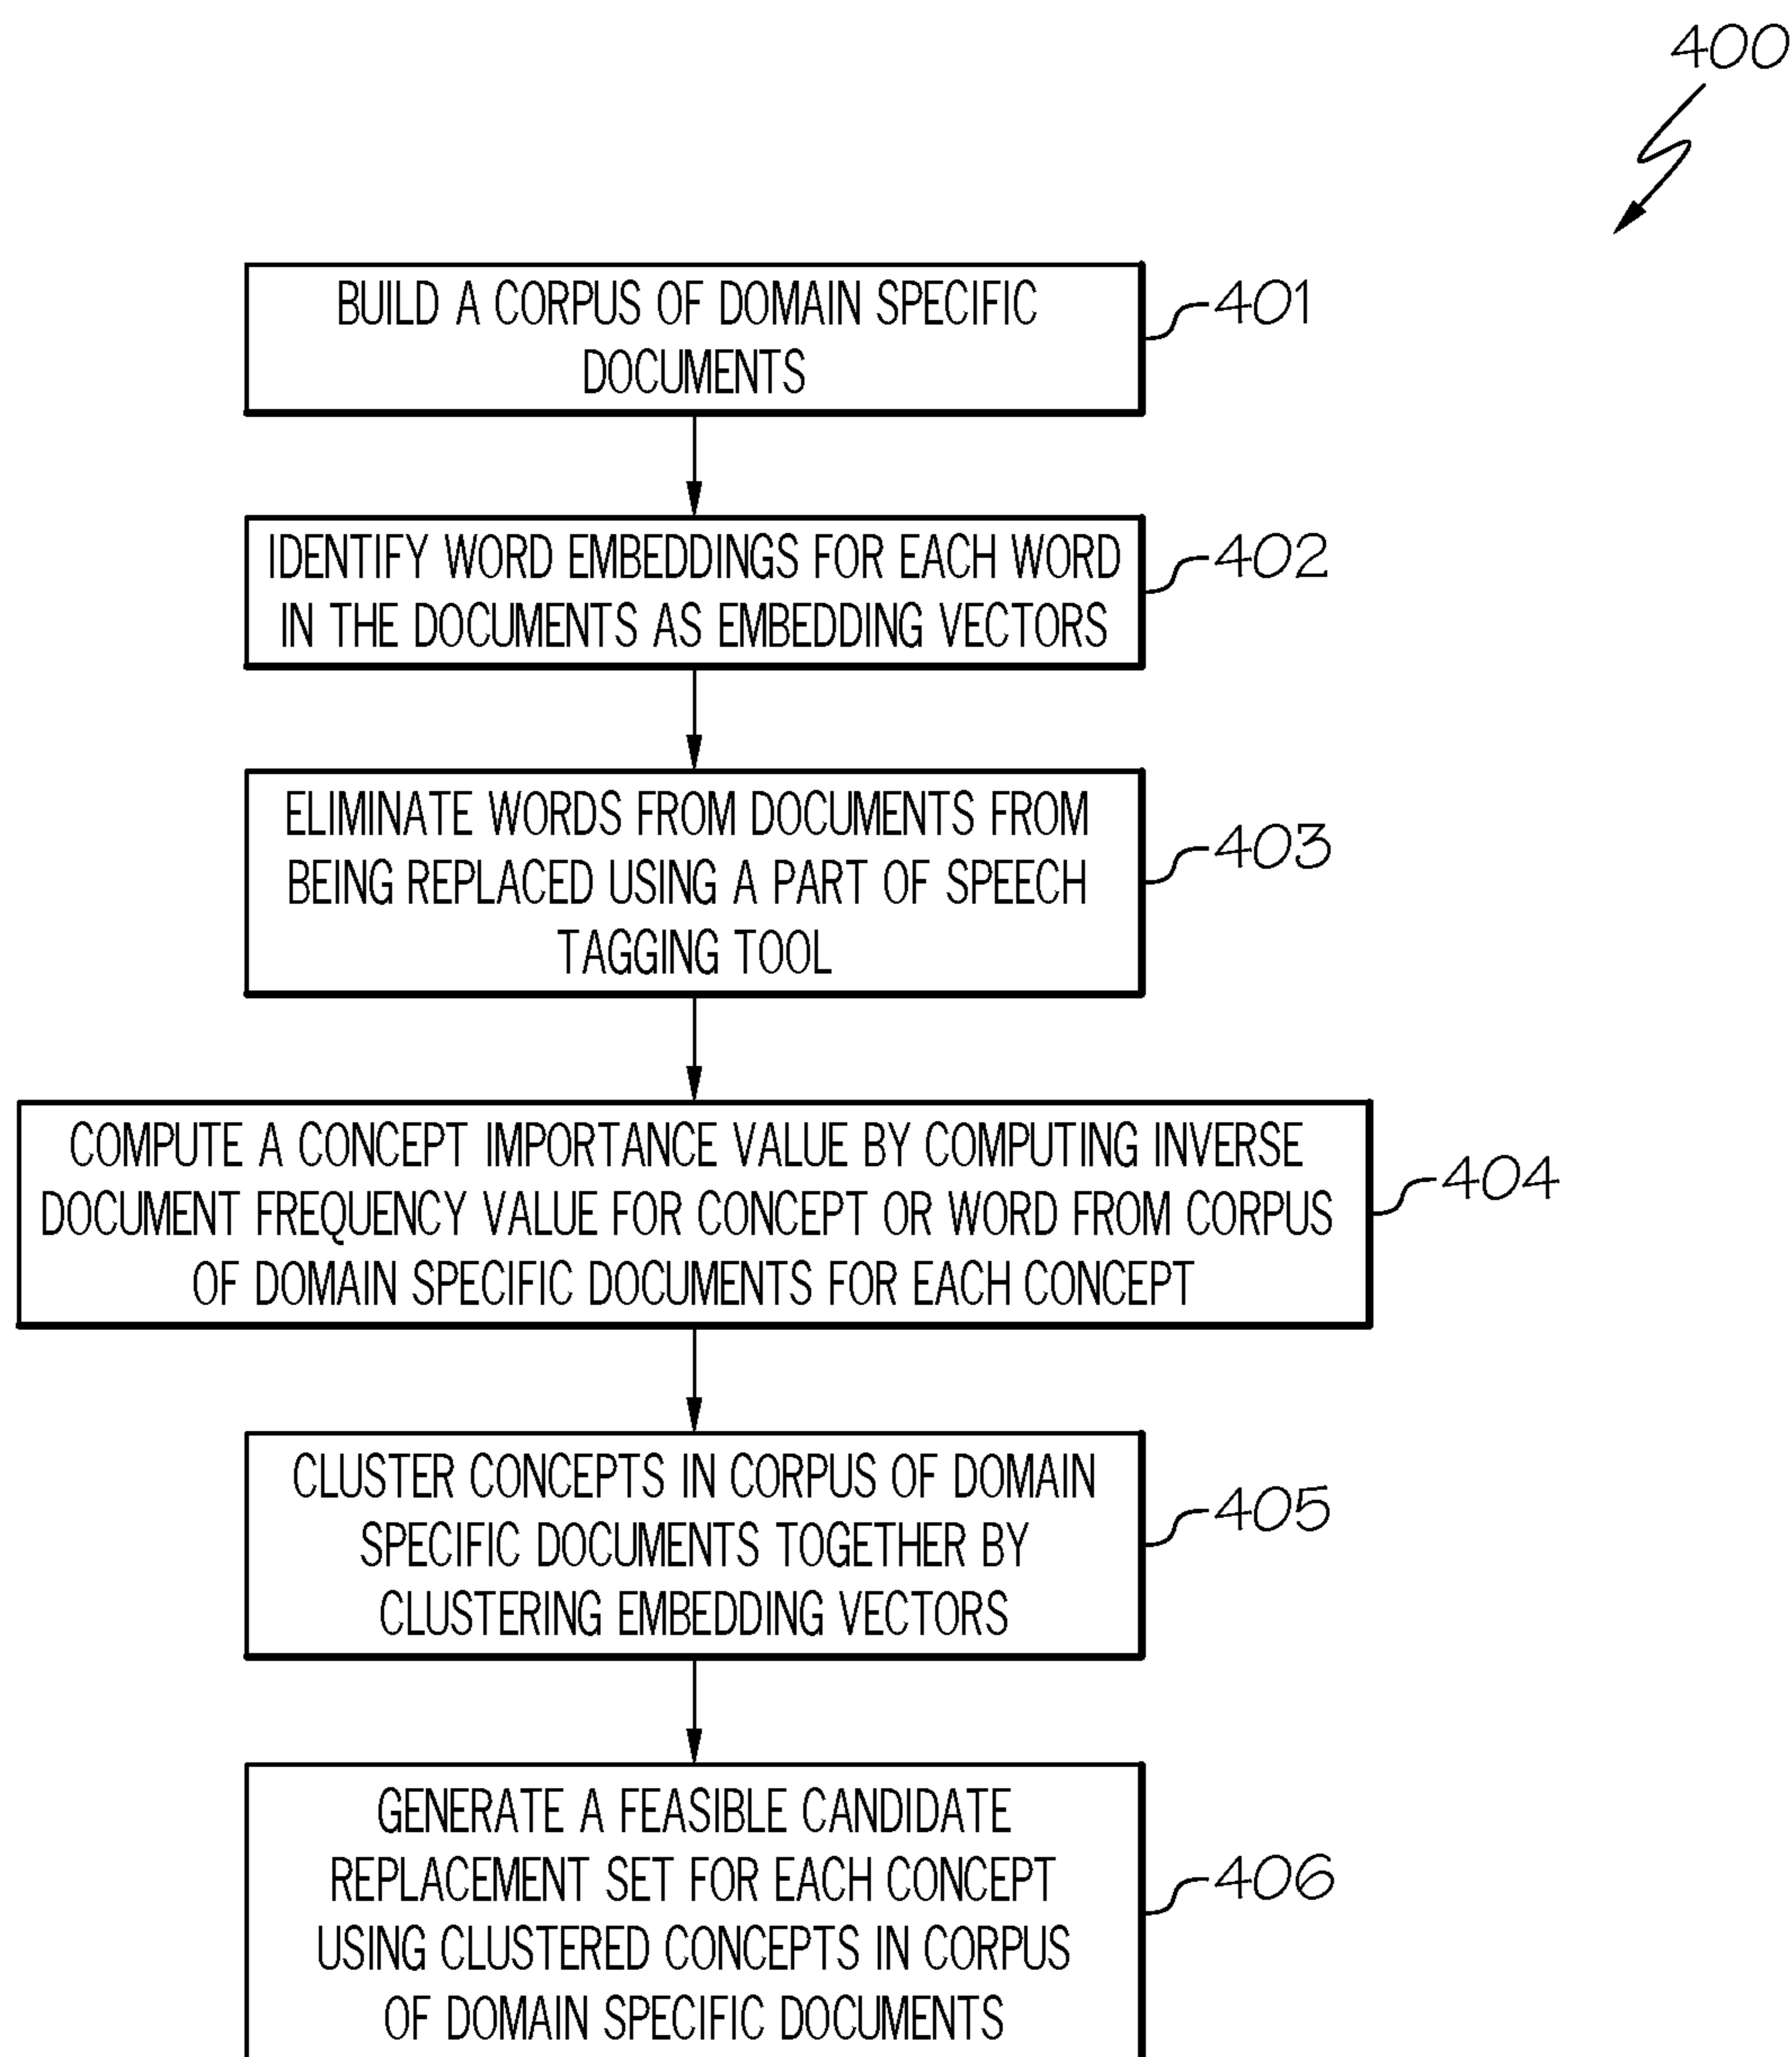 400
BUILD A CORPUS OF DOMAIN SPECIFIC
DOCUMENTS
401
IDENTIFY WORD EMBEDDINGS FOR EACH WORD
IN THE DOCUMENTS AS EMBEDDING VECTORS
402
ELIMINATE WORDS FROM DOCUMENTS FROM
BEING REPLACED USING A PART OF SPEECH
TAGGING TOOL
403
COMPUTE A CONCEPT IMPORTANCE VALUE BY COMPUTING INVERSE
DOCUMENT FREQUENCY VALUE FOR CONCEPT OR WORD FROM CORPUS
OF DOMAIN SPECIFIC DOCUMENTS FOR EACH CONCEPT
404
CLUSTER CONCEPTS IN CORPUS OF DOMAIN
SPECIFIC DOCUMENTS TOGETHER BY
CLUSTERING EMBEDDING VECTORS
405
GENERATE A FEASIBLE CANDIDATE
REPLACEMENT SET FOR EACH CONCEPT
USING CLUSTERED CONCEPTS IN CORPUS
OF DOMAIN SPECIFIC DOCUMENTS
406